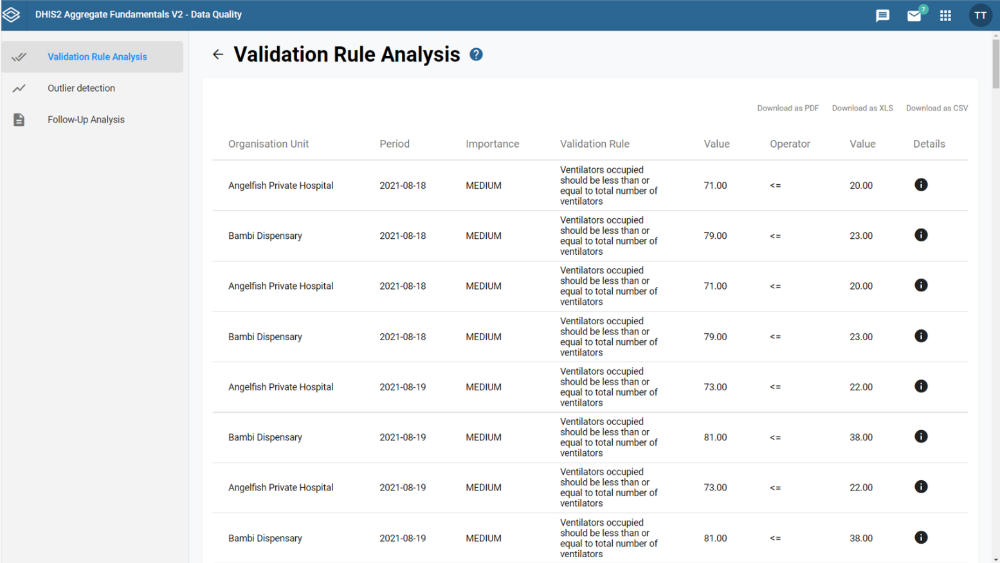 DHIS2 Aggregate Fundamentals V2 - Data Quality
7
TT
Validation Rule Analysis
Outlier detection
Follow-Up Analysis
Validation Rule Analysis
?
Download as PDF Download as XLS Download as CSV
Organisation Unit Period Importance Validation Rule Value Operator Value Details
Ventilators occupied
should be less than or
Angelfish Private Hospital 2021-08-18 MEDIUM equal to total number of 71.00 <= 20.00
ventilators
Ventilators occupied
should be less than or
Bambi Dispensary 2021-08-18 MEDIUM equal to total number of 79.00 <= 23.00
ventilators
Ventilators occupied
should be less than or
Angelfish Private Hospital 2021-08-18 MEDIUM equal to total number of 71.00 <= 20.00
ventilators
Ventilators occupied
should be less than or
Bambi Dispensary 2021-08-18 MEDIUM equal to total number of 79.00 <= 23.00
ventilators
Ventilators occupied
should be less than or
Angelfish Private Hospital 2021-08-19 MEDIUM equal to total number of 73.00 <= 22.00
ventilators
Ventilators occupied
should be less than or
Bambi Dispensary 2021-08-19 MEDIUM equal to total number of 81.00 <= 38.00
ventilators
Ventilators occupied
should be less than or
Angelfish Private Hospital 2021-08-19 MEDIUM equal to total number of 73.00 <= 22.00
ventilators
Ventilators occupied
should be less than or
Bambi Dispensary 2021-08-19 MEDIUM equal to total number of 81.00 <= 38.00
ventilators